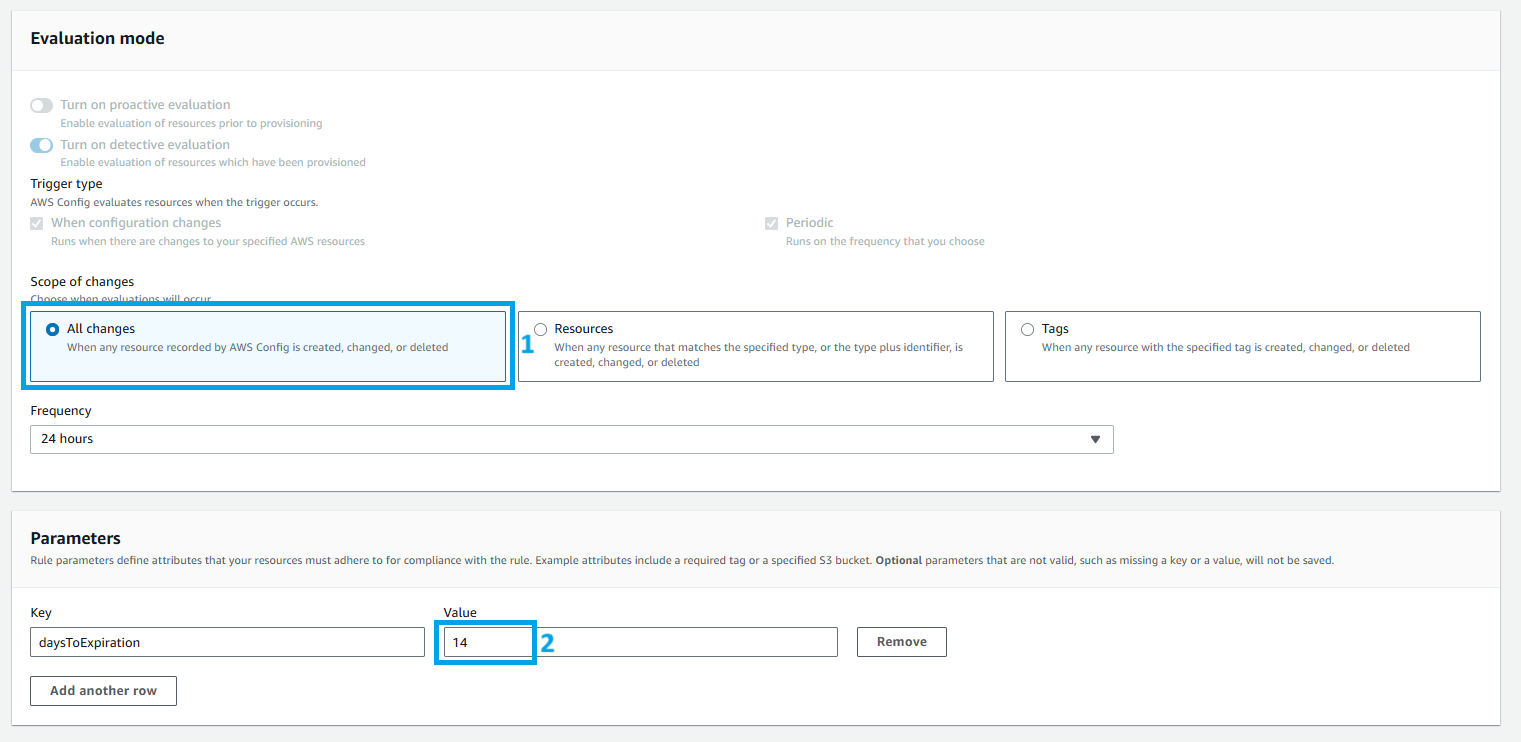 Evaluation mode
Turn on proactive evaluation
Enable evaluation of resources prior to provisioning
Turn on detective evaluation
Enable evaluation of resources which have been provisioned
Trigger type
AWS Config evaluates resources when the trigger occurs.
When configuration changes
Runs when there are changes to your specified AWS resources
Periodic
Runs on the frequency that you choose
Scope of changes
Choose when evaluations will occur
All changes
When any resource recorded by AWS Config is created, changed, or deleted
1
Resources
When any resource that matches the specified type, or the type plus identifier, is
created, changed, or deleted
Tags
When any resource with the specified tag is created, changed, or deleted
Frequency
24 hours
Parameters
Rule parameters define attributes that your resources must adhere to for compliance with the rule. Example attributes include a required tag or a specified S3 bucket. Optional parameters that are not valid, such as missing a key or a value, will not be saved.
Key
Value
daysToExpiration
14
2
Remove
Add another row